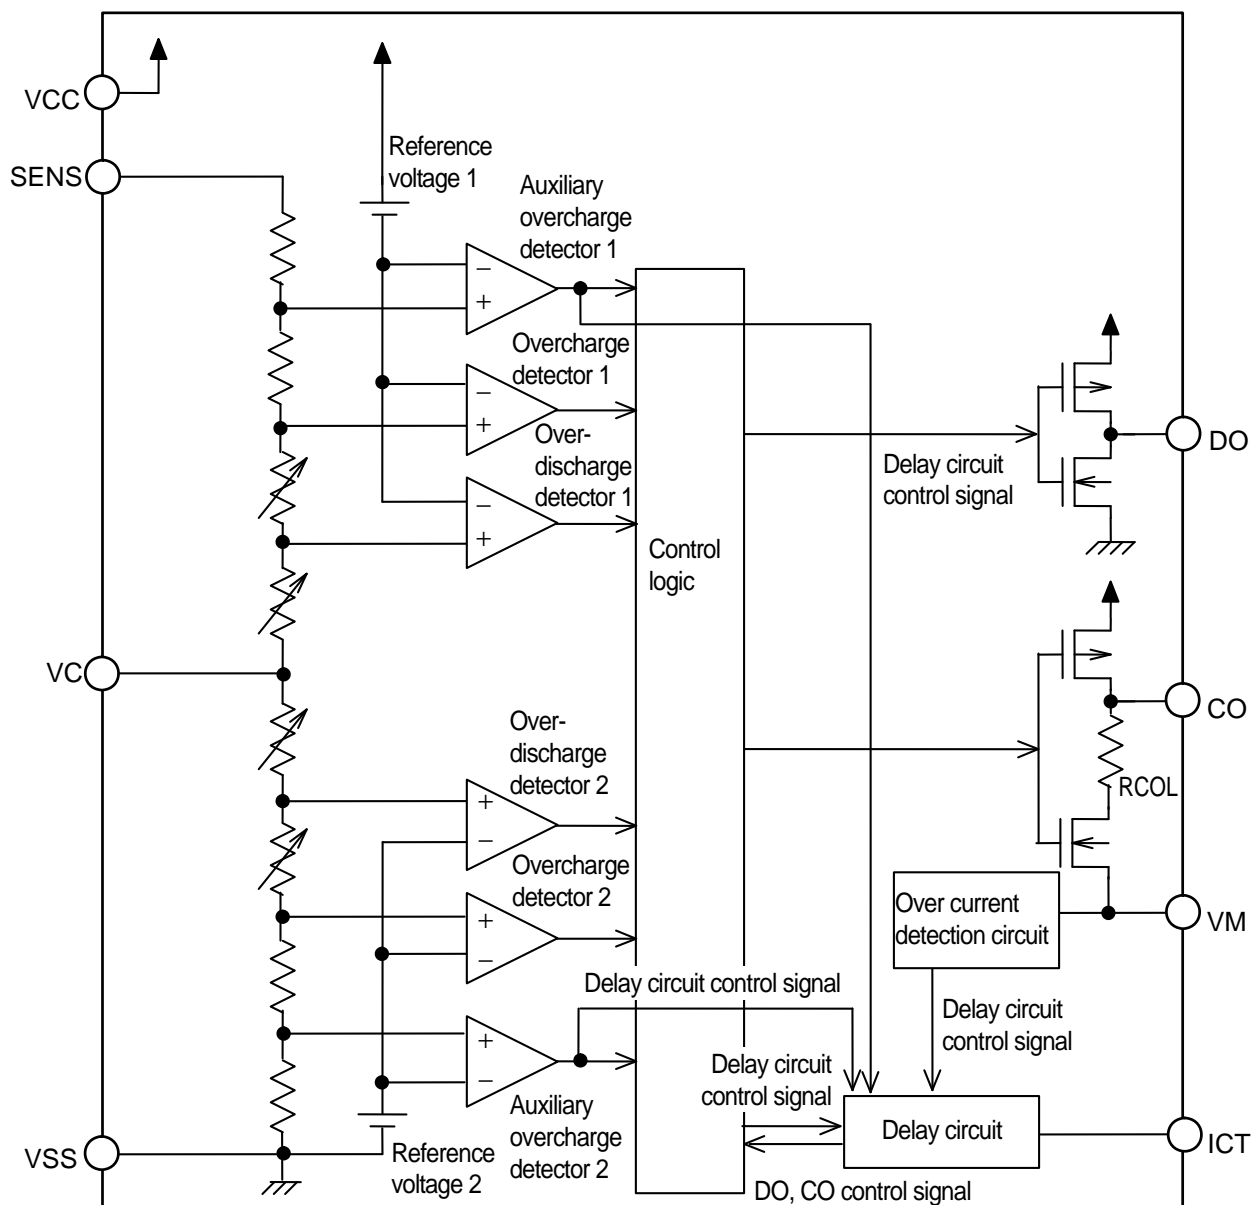 VCC
SENS
Reference
voltage 1
Auxiliary
overcharge
detector 1
−
+
Overcharge
detector 1
−
+
Over-
discharge
detector 1
−
+
Control
logic
Delay circuit
control signal
DO
VC
CO
RCOL
Over-
discharge
detector 2
+
−
Overcharge
detector 2
+
−
Over current
detection circuit
VM
Delay circuit control signal
Delay circuit
control signal
+
−
Delay circuit
control signal
Auxiliary
overcharge
detector 2
Delay circuit
ICT
VSS
Reference
voltage 2
DO, CO control signal